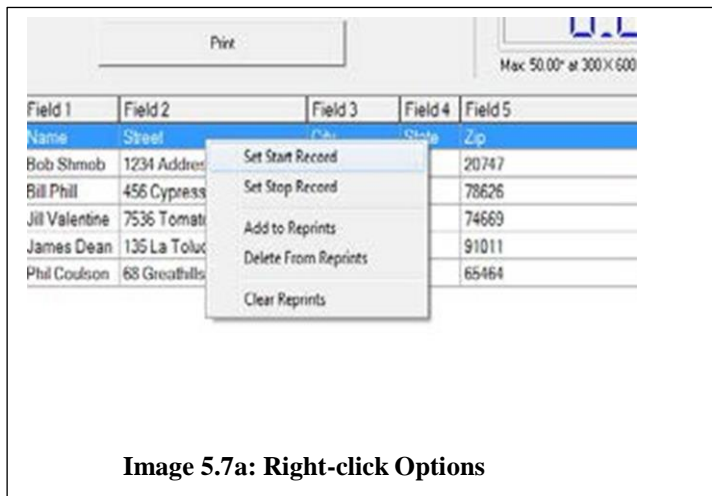 Print
Max: 50.00" at 300X600
Field 1 Field 2 Field 3 Field 4 Field 5
Name Street City State Zip
Bob Shmob 1234 Addres 20747
Bill Phill 456 Cypress 78626
Jill Valentine 7536 Tomat 74669
James Dean 135 La Toluc 91011
Phil Coulson 68 Greathills 65464
Set Start Record
Set Stop Record
Add to Reprints
Delete From Reprints
Clear Reprints
Image 5.7a: Right-click Options